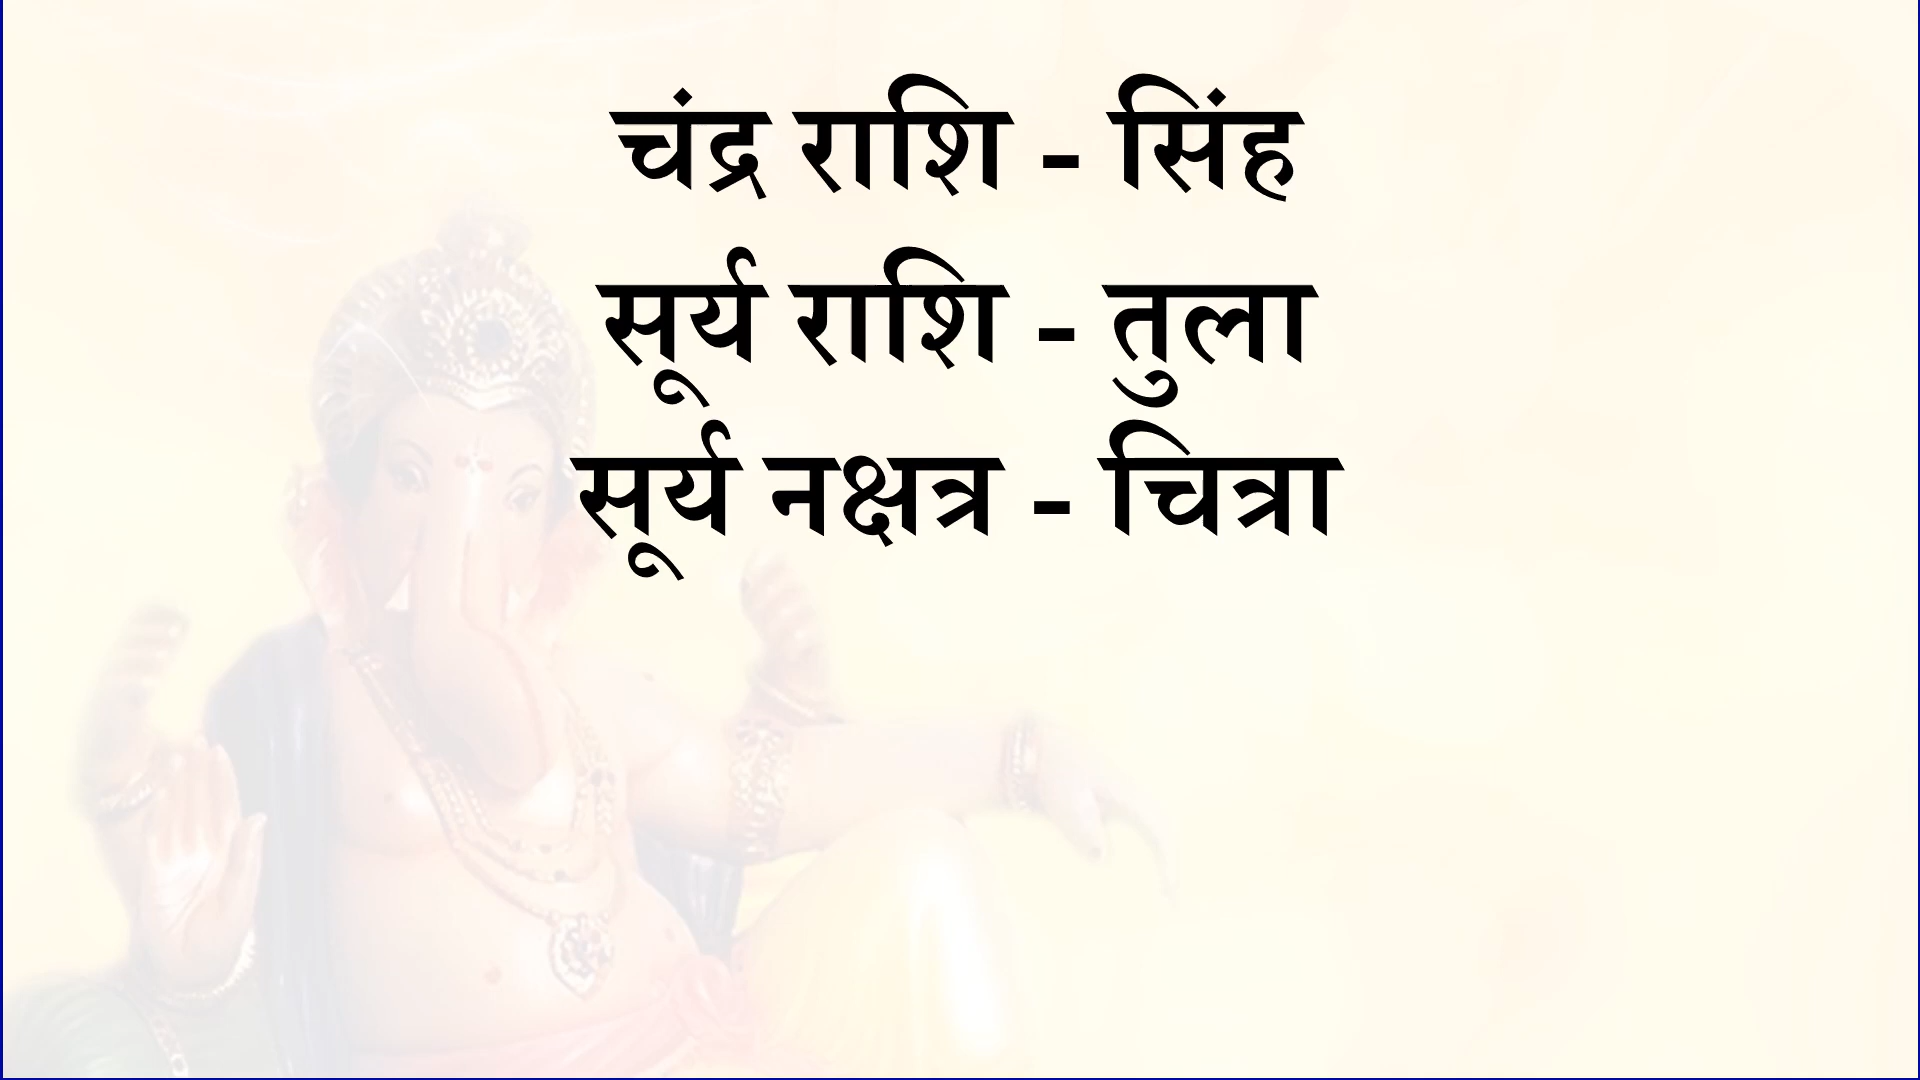 चंद्र राशि - सिंह
सूर्य राशि - तुला
सूर्य नक्षत्र - चित्रा